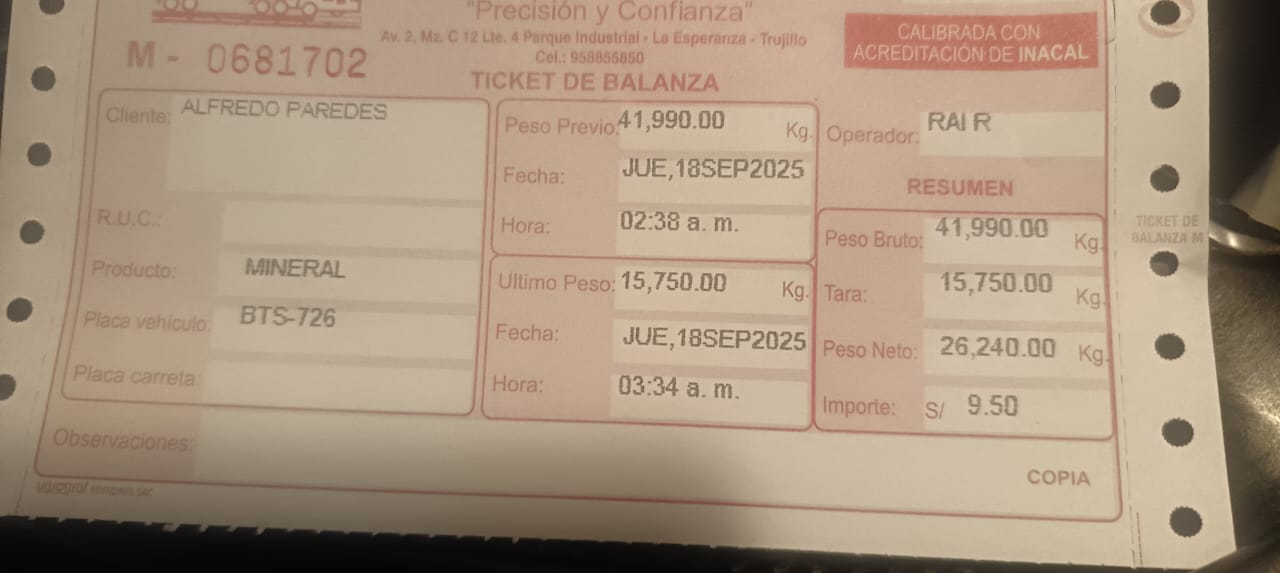 "Precisión y Confianza"
Av. 2, Mz. C 12 Lte. 4 Parque Industrial - La Esperanza - Trujillo
Cel.: 958855850
CALIBRADA CON
ACREDITACIÓN DE INACAL
M - 0681702
TICKET DE BALANZA
Cliente: ALFREDO PAREDES
R.U.C.:
Producto: MINERAL
Placa vehículo: BTS-726
Placa carreta:
Peso Previo: 41,990.00 Kg.
Fecha: JUE,18SEP2025
Hora: 02:38 a. m.
Ultimo Peso: 15,750.00 Kg.
Fecha: JUE,18SEP2025
Hora: 03:34 a. m.
Operador: RAI R
RESUMEN
Peso Bruto: 41,990.00 Kg.
Tara: 15,750.00 Kg.
Peso Neto: 26,240.00 Kg.
Importe: S/ 9.50
Observaciones:
COPIA
TICKET DE
BALANZA M